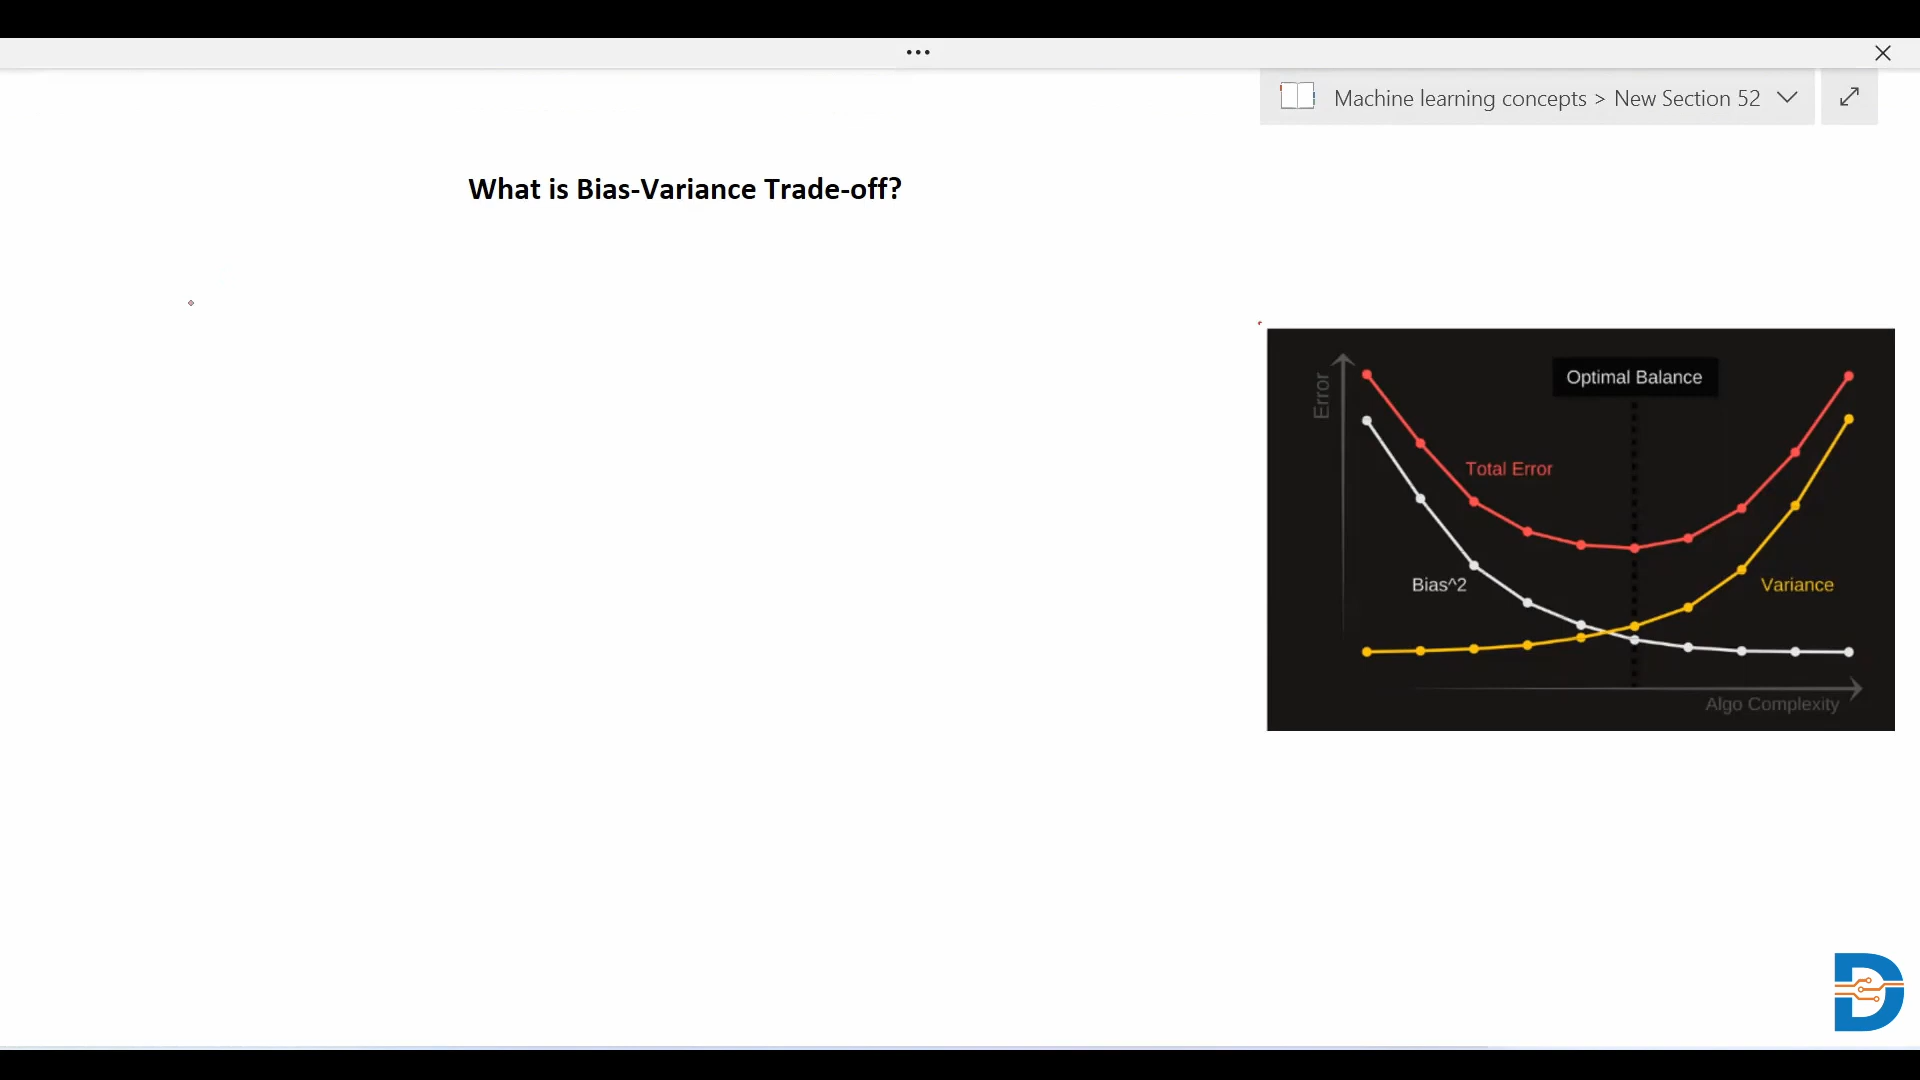 Machine learning concepts > New Section 52
What is Bias-Variance Trade-off?
Optimal Balance
Error
Total Error
Bias^2
Variance
Algo Complexity